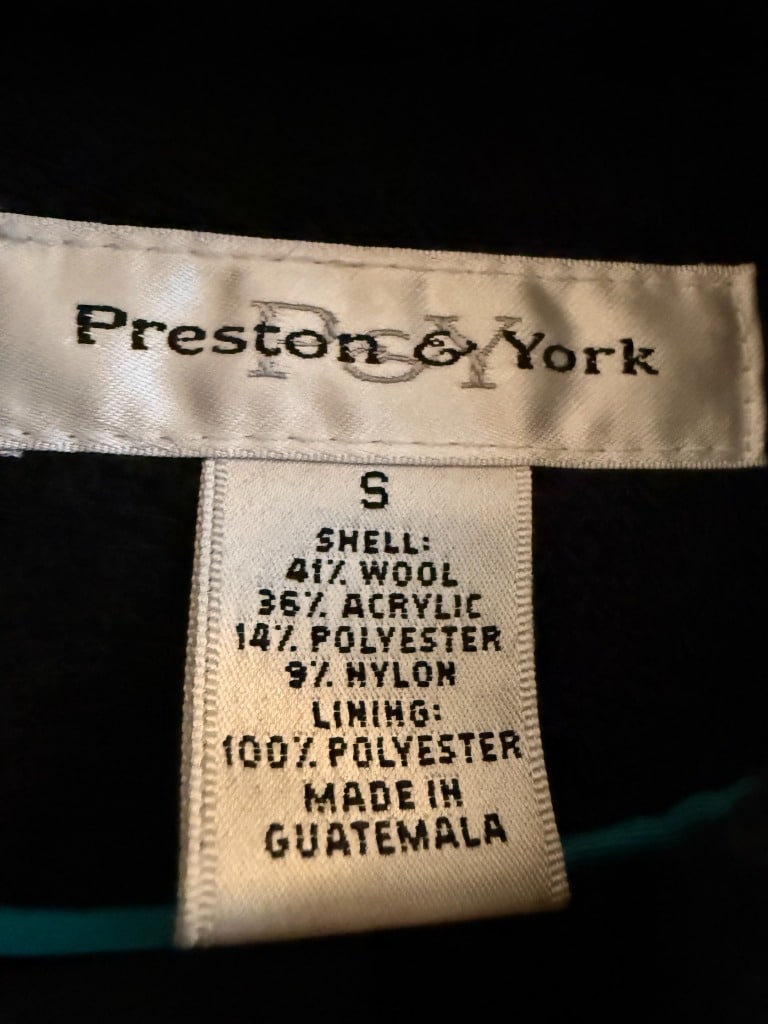 Preston & York
P&Y
S
SHELL:
41% WOOL
36% ACRYLIC
14% POLYESTER
9% NYLON
LINING:
100% POLYESTER
MADE IN
GUATEMALA